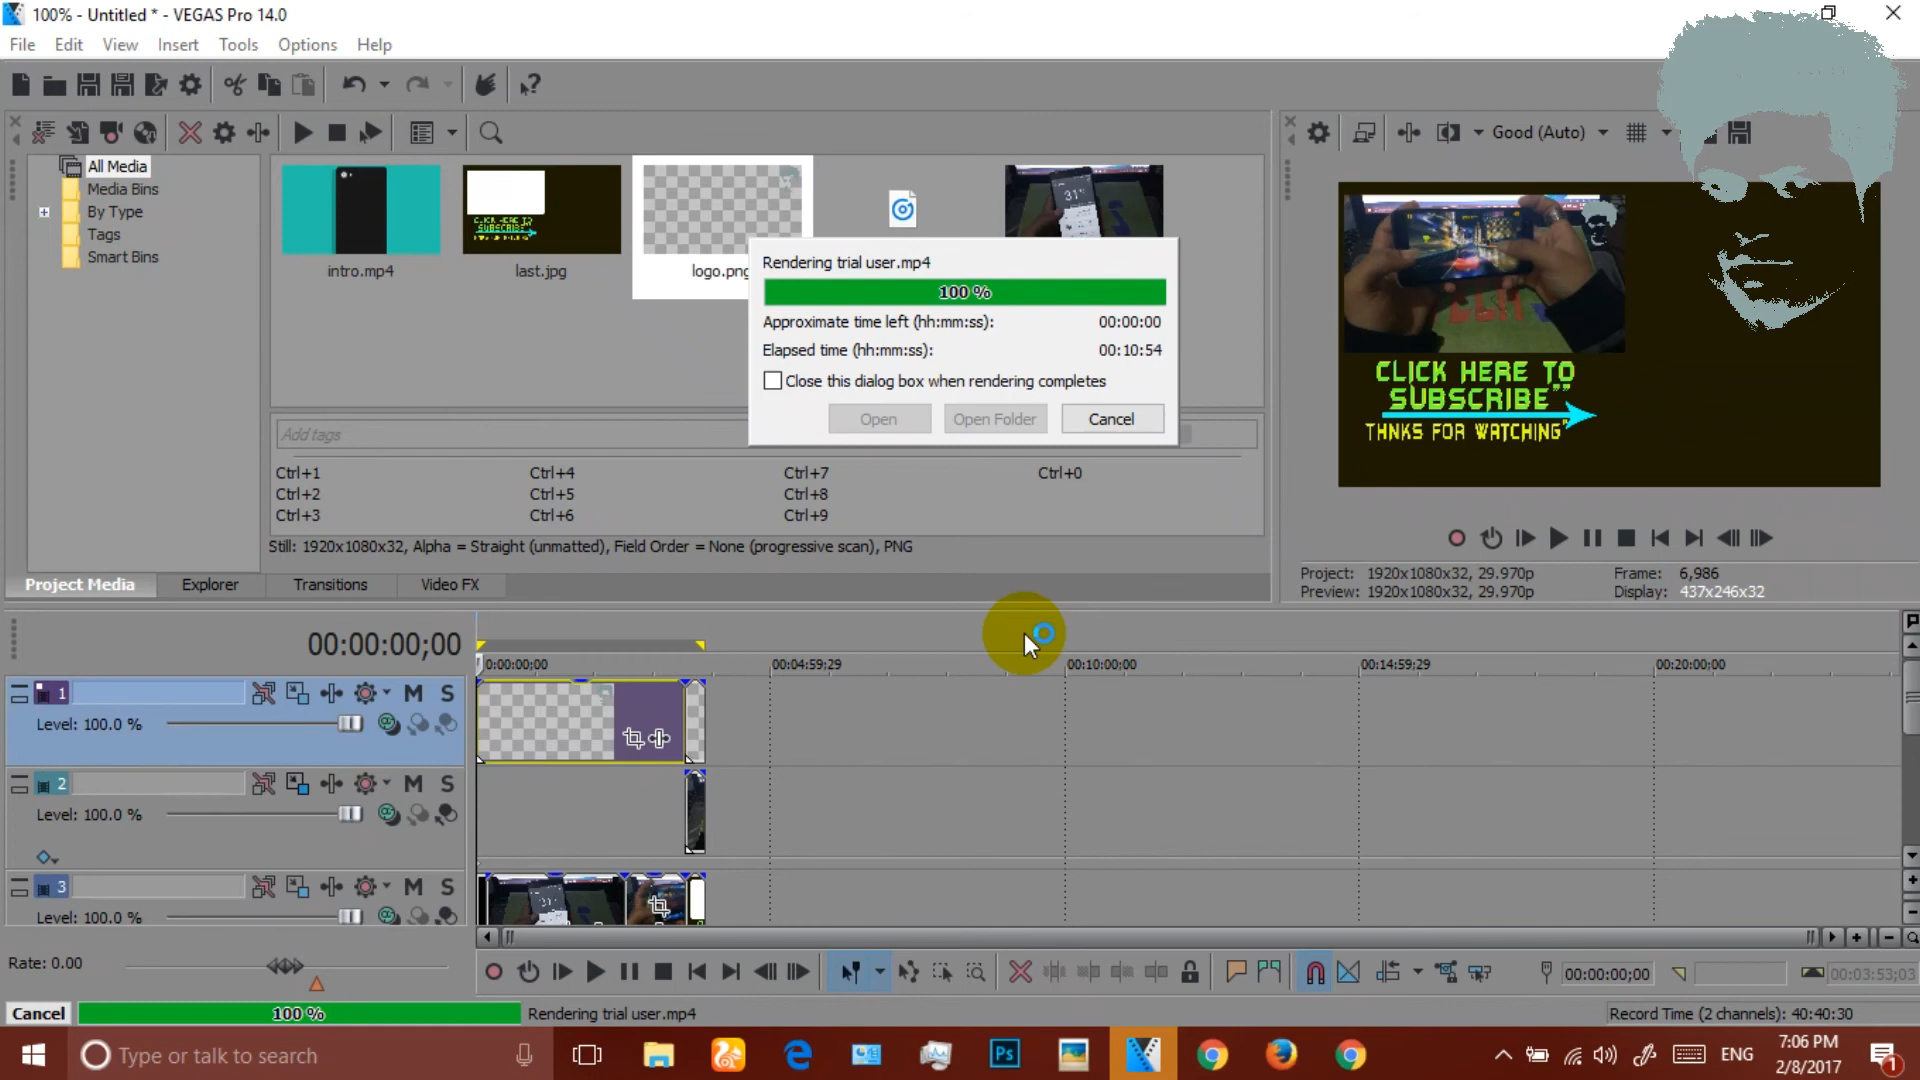 100% - Untitled * - VEGAS Pro 14.0
File Edit View Insert Tools Options Help
Good (Auto)
All Media
Media Bins
By Type
Tags
Smart Bins
CLICK HERE TO
SUBSCRIBE
intro.mp4
last.jpg
logo.png
31°
Rendering trial user.mp4
100 %
Approximate time left (hh:mm:ss): 00:00:00
Elapsed time (hh:mm:ss): 00:10:54
Close this dialog box when rendering completes
Open Open Folder Cancel
CLICK HERE TO
SUBSCRIBE""
THNKS FOR WATCHING"
Add tags
Ctrl+1 Ctrl+4 Ctrl+7 Ctrl+0
Ctrl+2 Ctrl+5 Ctrl+8
Ctrl+3 Ctrl+6 Ctrl+9
Still: 1920x1080x32, Alpha = Straight (unmatted), Field Order = None (progressive scan), PNG
Project Media Explorer Transitions Video FX
Project: 1920x1080x32, 29.970p Frame: 6,986
Preview: 1920x1080x32, 29.970p Display: 437x246x32
00:00:00;00
0:00:00:00 00:04:59;29 00:10:00:00 00:14:59;29 00:20:00:00
1 M S
Level: 100.0 %
2 M S
Level: 100.0 %
3 M S
Level: 100.0 %
Rate: 0.00
00:00:00;00 00:03:53;03
Cancel 100 % Rendering trial user.mp4 Record Time (2 channels): 40:40:30
Type or talk to search
Ps
ENG
7:06 PM
2/8/2017
1